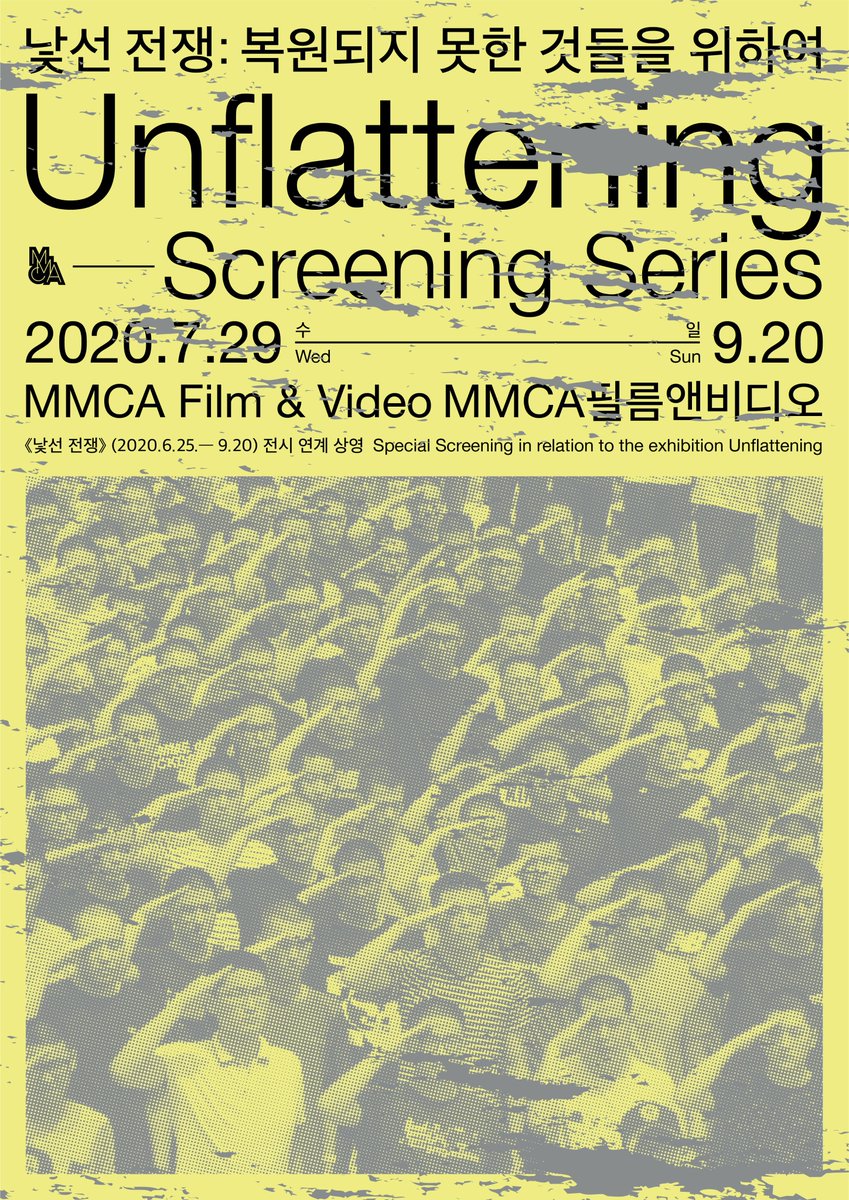 낯선 전쟁: 복원되지 못한 것들을 위하여
Unflattening
MMCA — Screening Series
2020.7.29 수 Wed — 일 Sun 9.20
MMCA Film & Video MMCA필름앤비디오
《낯선 전쟁》 (2020.6.25.— 9.20) 전시 연계 상영 Special Screening in relation to the exhibition Unflattening